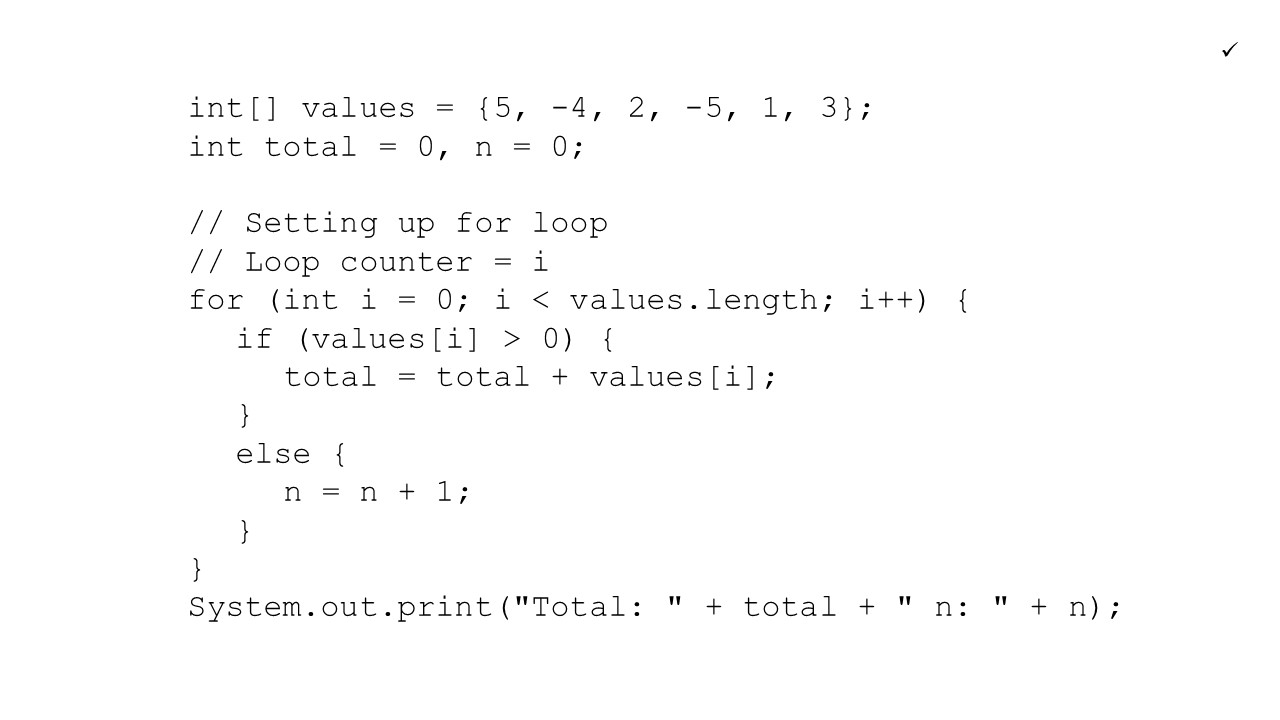 ✓
int[] values = {5, -4, 2, -5, 1, 3};
int total = 0, n = 0;
// Setting up for loop
// Loop counter = i
for (int i = 0; i < values.length; i++) {
if (values[i] > 0) {
total = total + values[i];
}
else {
n = n + 1;
}
}
System.out.print("Total: " + total + " n: " + n);